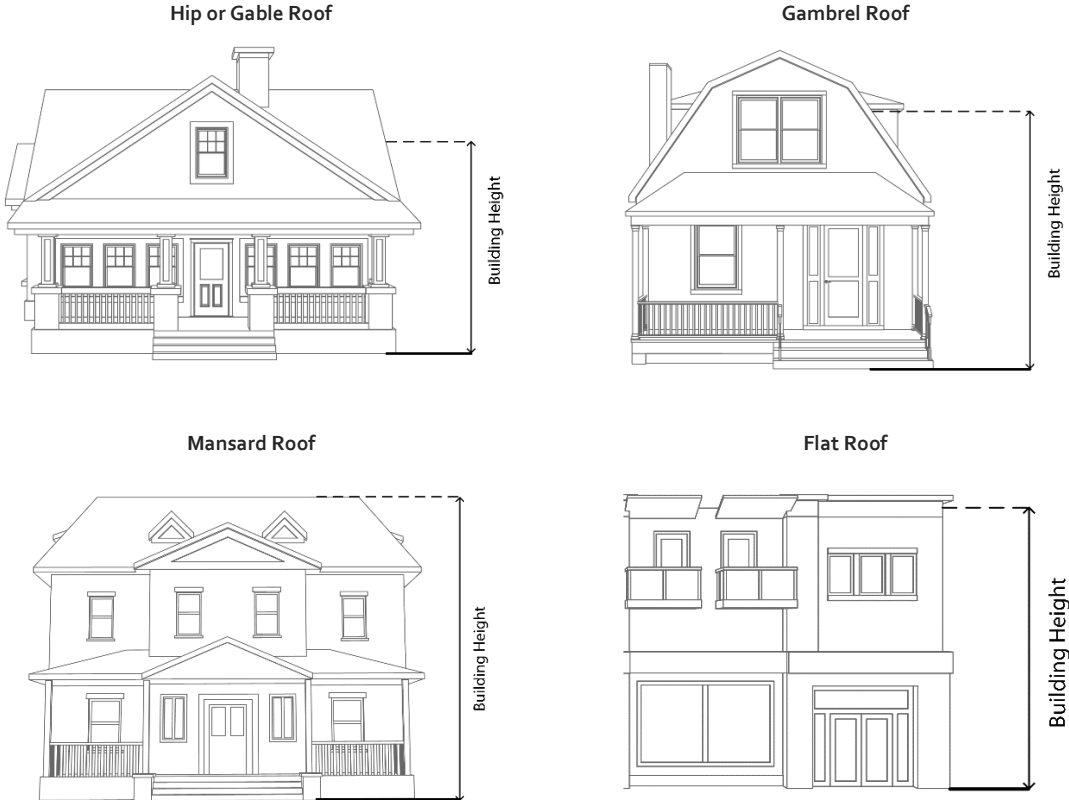 Hip or Gable Roof
Gambrel Roof
Building Height
Building Height
Mansard Roof
Flat Roof
Building Height
Building Height